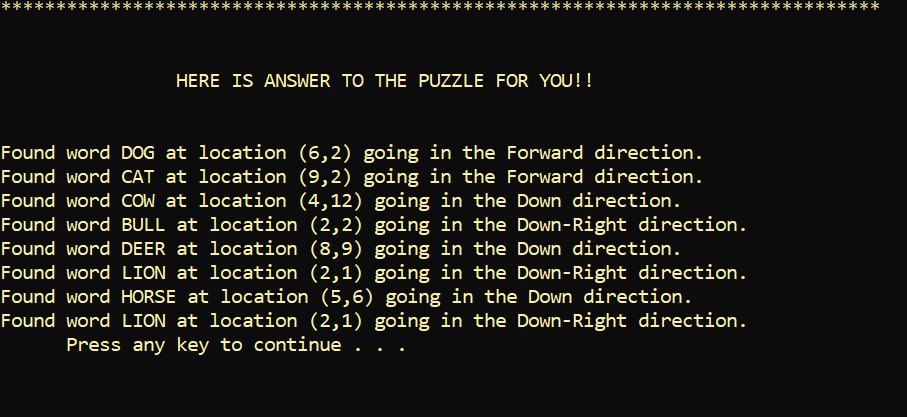 ********************************************************************************
HERE IS ANSWER TO THE PUZZLE FOR YOU!!
Found word DOG at location (6,2) going in the Forward direction.
Found word CAT at location (9,2) going in the Forward direction.
Found word COW at location (4,12) going in the Down direction.
Found word BULL at location (2,2) going in the Down-Right direction.
Found word DEER at location (8,9) going in the Down direction.
Found word LION at location (2,1) going in the Down-Right direction.
Found word HORSE at location (5,6) going in the Down direction.
Found word LION at location (2,1) going in the Down-Right direction.
Press any key to continue . . .